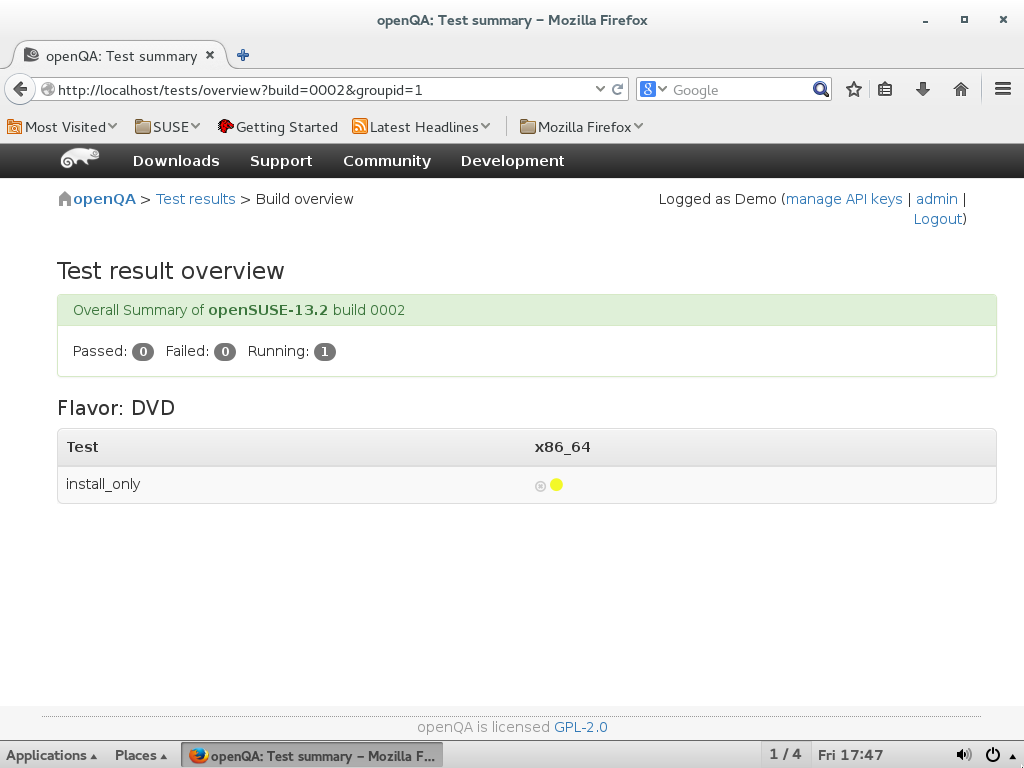 openQA: Test summary – Mozilla Firefox
openQA: Test summary
http://localhost/tests/overview?build=0002&groupid=1
8
Google
Most Visited
SUSE
Getting Started
Latest Headlines
Mozilla Firefox
Downloads
Support
Community
Development
openQA > Test results > Build overview
Logged as Demo (manage API keys | admin |
Logout)
Test result overview
Overall Summary of openSUSE-13.2 build 0002
Passed: 0 Failed: 0 Running: 1
Flavor: DVD
Test x86_64
install_only
openQA is licensed GPL-2.0
Applications
Places
openQA: Test summary – Mozilla F...
1 / 4
Fri 17:47